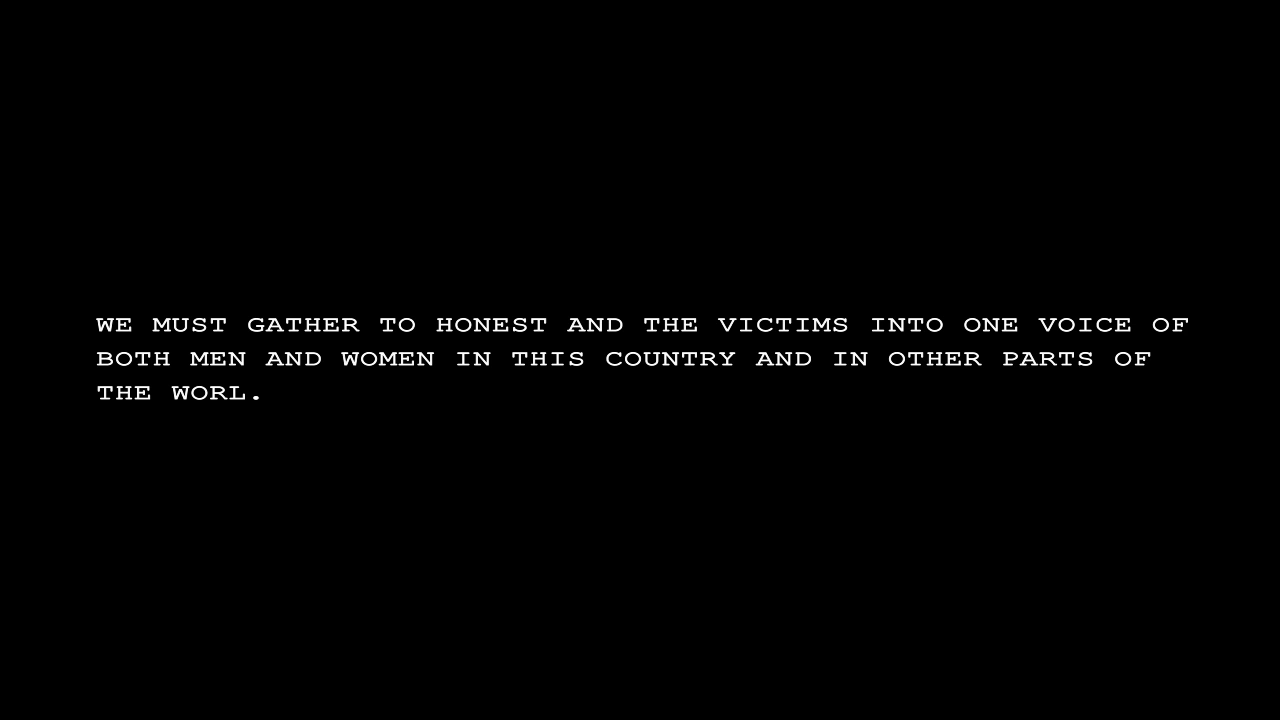 WE MUST GATHER TO HONEST AND THE VICTIMS INTO ONE VOICE OF
BOTH MEN AND WOMEN IN THIS COUNTRY AND IN OTHER PARTS OF
THE WORL.